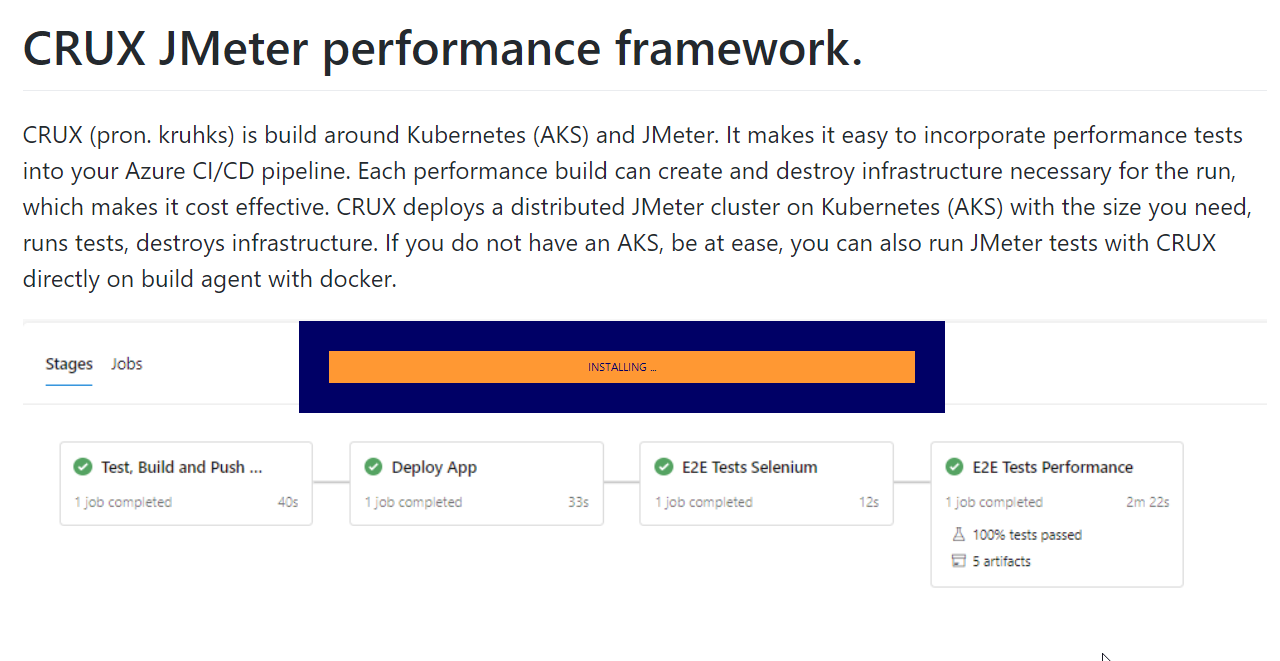 CRUX JMeter performance framework.
CRUX (pron. kruhks) is build around Kubernetes (AKS) and JMeter. It makes it easy to incorporate performance tests
into your Azure CI/CD pipeline. Each performance build can create and destroy infrastructure necessary for the run,
which makes it cost effective. CRUX deploys a distributed JMeter cluster on Kubernetes (AKS) with the size you need,
runs tests, destroys infrastructure. If you do not have an AKS, be at ease, you can also run JMeter tests with CRUX
directly on build agent with docker.
Stages Jobs
INSTALLING ...
Test, Build and Push ... Deploy App E2E Tests Selenium E2E Tests Performance
1 job completed 40s 1 job completed 33s 1 job completed 12s 1 job completed 2m 22s
100% tests passed
5 artifacts